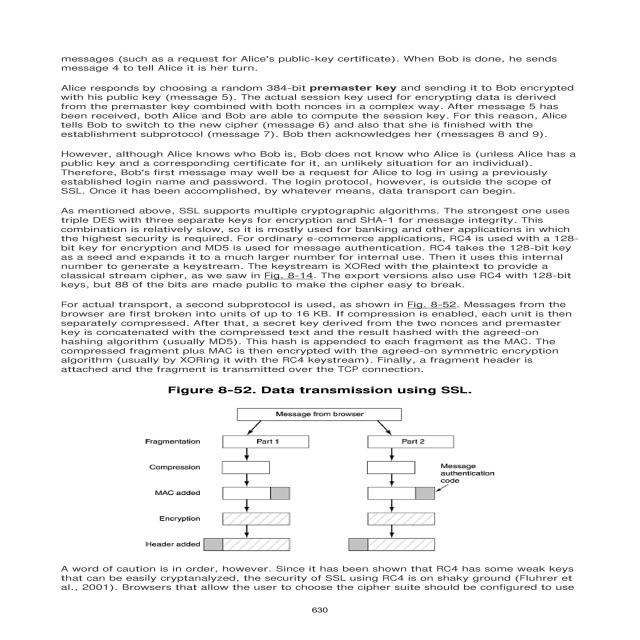 messages (such as a request for Alice's public-key certificate). When Bob is done, he sends
message 4 to tell Alice it is her turn.
Alice responds by choosing a random 384-bit premaster key and sending it to Bob encrypted
with his public key (message 5). The actual session key used for encrypting data is derived
from the premaster key combined with both nonces in a complex way. After message 5 has
been received, both Alice and Bob are able to compute the session key. For this reason, Alice
tells Bob to switch to the new cipher (message 6) and also that she is finished with the
establishment subprotocol (message 7). Bob then acknowledges her (messages 8 and 9).
However, although Alice knows who Bob is, Bob does not know who Alice is (unless Alice has a
public key and a corresponding certificate for it, an unlikely situation for an individual).
Therefore, Bob's first message may well be a request for Alice to log in using a previously
established login name and password. The login protocol, however, is outside the scope of
SSL. Once it has been accomplished, by whatever means, data transport can begin.
As mentioned above, SSL supports multiple cryptographic algorithms. The strongest one uses
triple DES with three separate keys for encryption and SHA-1 for message integrity. This
combination is relatively slow, so it is mostly used for banking and other applications in which
the highest security is required. For ordinary e-commerce applications, RC4 is used with a 128-
bit key for encryption and MD5 is used for message authentication. RC4 takes the 128-bit key
as a seed and expands it to a much larger number for internal use. Then it uses this internal
number to generate a keystream. The keystream is XORed with the plaintext to provide a
classical stream cipher, as we saw in Fig. 8-14. The export versions also use RC4 with 128-bit
keys, but 88 of the bits are made public to make the cipher easy to break.
For actual transport, a second subprotocol is used, as shown in Fig. 8-52. Messages from the
browser are first broken into units of up to 16 KB. If compression is enabled, each unit is then
separately compressed. After that, a secret key derived from the two nonces and premaster
key is concatenated with the compressed text and the result hashed with the agreed-on
hashing algorithm (usually MD5). This hash is appended to each fragment as the MAC. The
compressed fragment plus MAC is then encrypted with the agreed-on symmetric encryption
algorithm (usually by XORing it with the RC4 keystream). Finally, a fragment header is
attached and the fragment is transmitted over the TCP connection.
Figure 8-52. Data transmission using SSL.
Message from browser
Fragmentation
Part 1
Part 2
Compression
Message
authentication
code
MAC added
Encryption
Header added
A word of caution is in order, however. Since it has been shown that RC4 has some weak keys
that can be easily cryptanalyzed, the security of SSL using RC4 is on shaky ground (Fluhrer et
al., 2001). Browsers that allow the user to choose the cipher suite should be configured to use
630